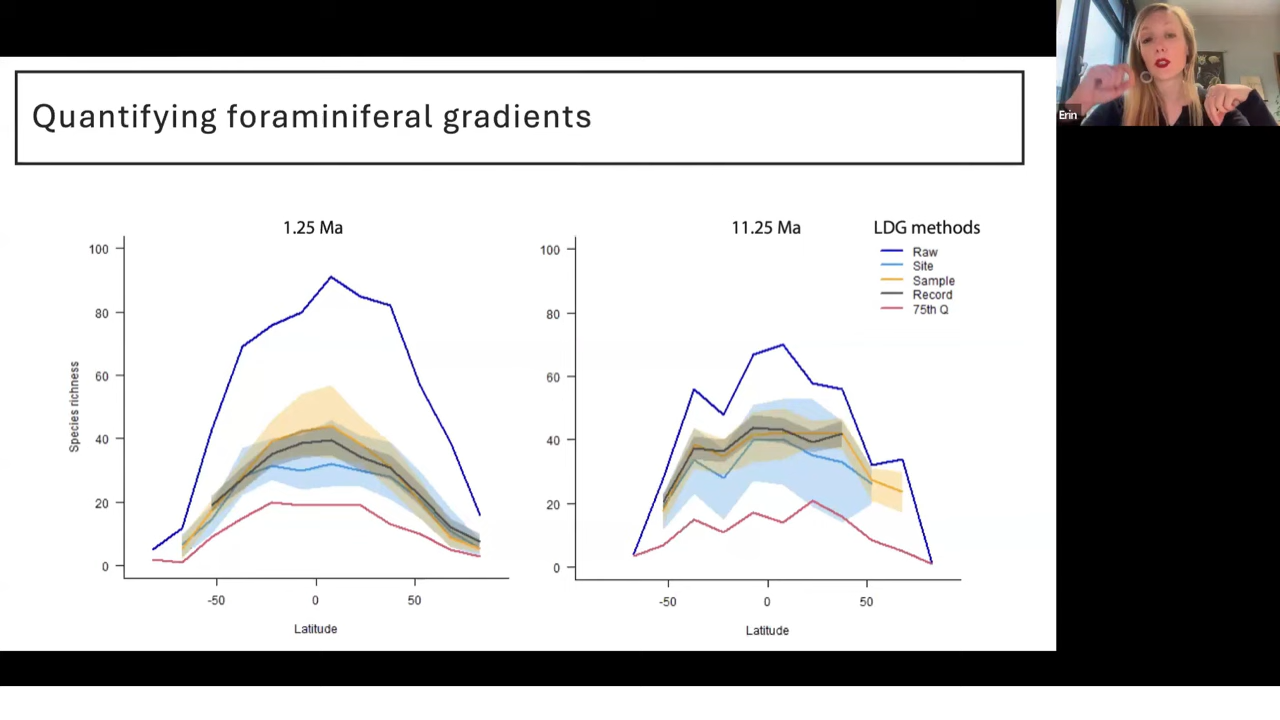 Quantifying foraminiferal gradients
Erin
1.25 Ma
11.25 Ma
LDG methods
Raw
Site
Sample
Record
75th Q
100
80
60
40
20
0
Species richness
-50
0
50
Latitude
100
80
60
40
20
0
-50
0
50
Latitude